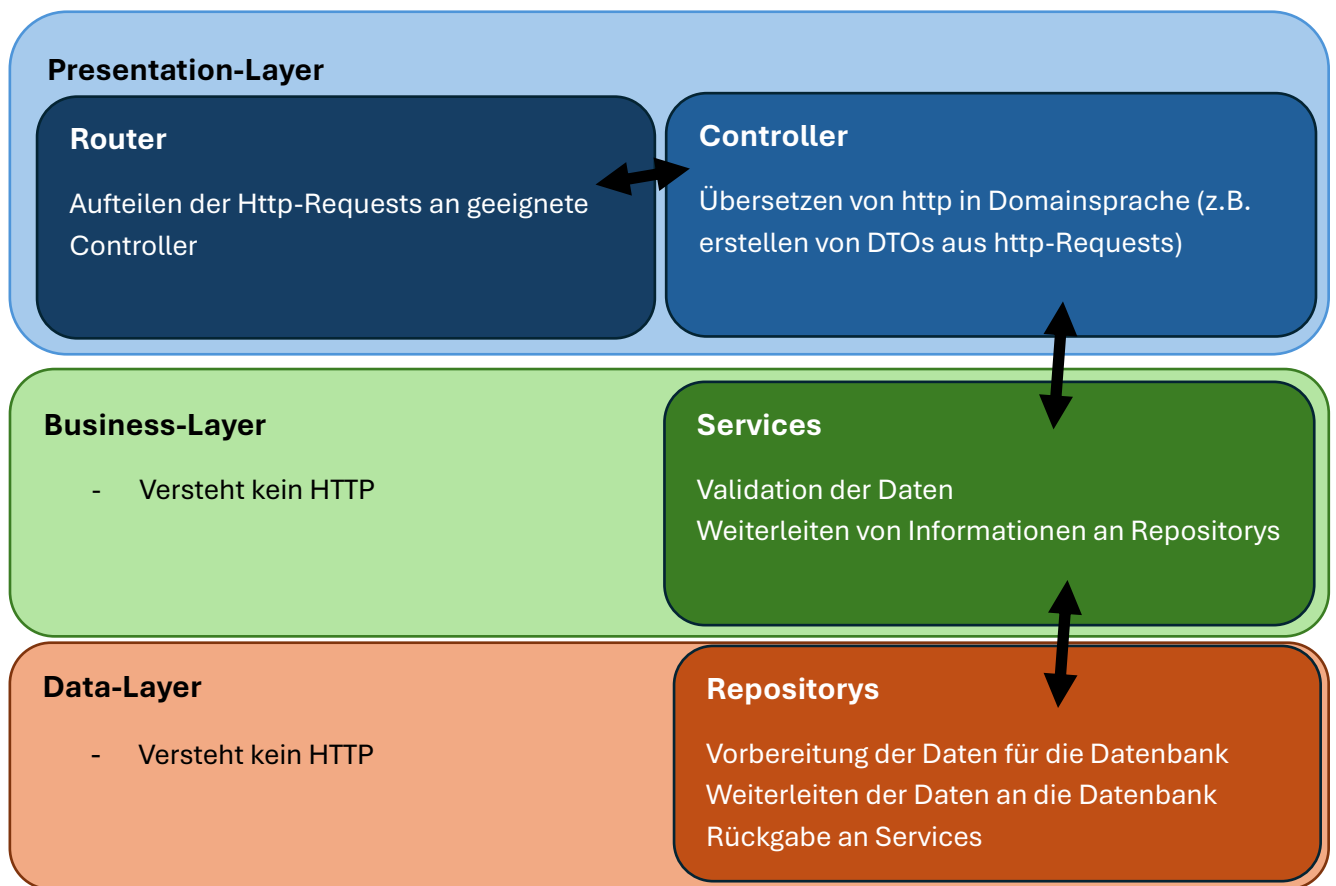 Presentation-Layer
Router
Aufteilen der Http-Requests an geeignete
Controller
Controller
Übersetzen von http in Domainsprache (z.B.
erstellen von DTOs aus http-Requests)
Business-Layer
- Versteht kein HTTP
Services
Validation der Daten
Weiterleiten von Informationen an Repositorys
Data-Layer
- Versteht kein HTTP
Repositorys
Vorbereitung der Daten für die Datenbank
Weiterleiten der Daten an die Datenbank
Rückgabe an Services